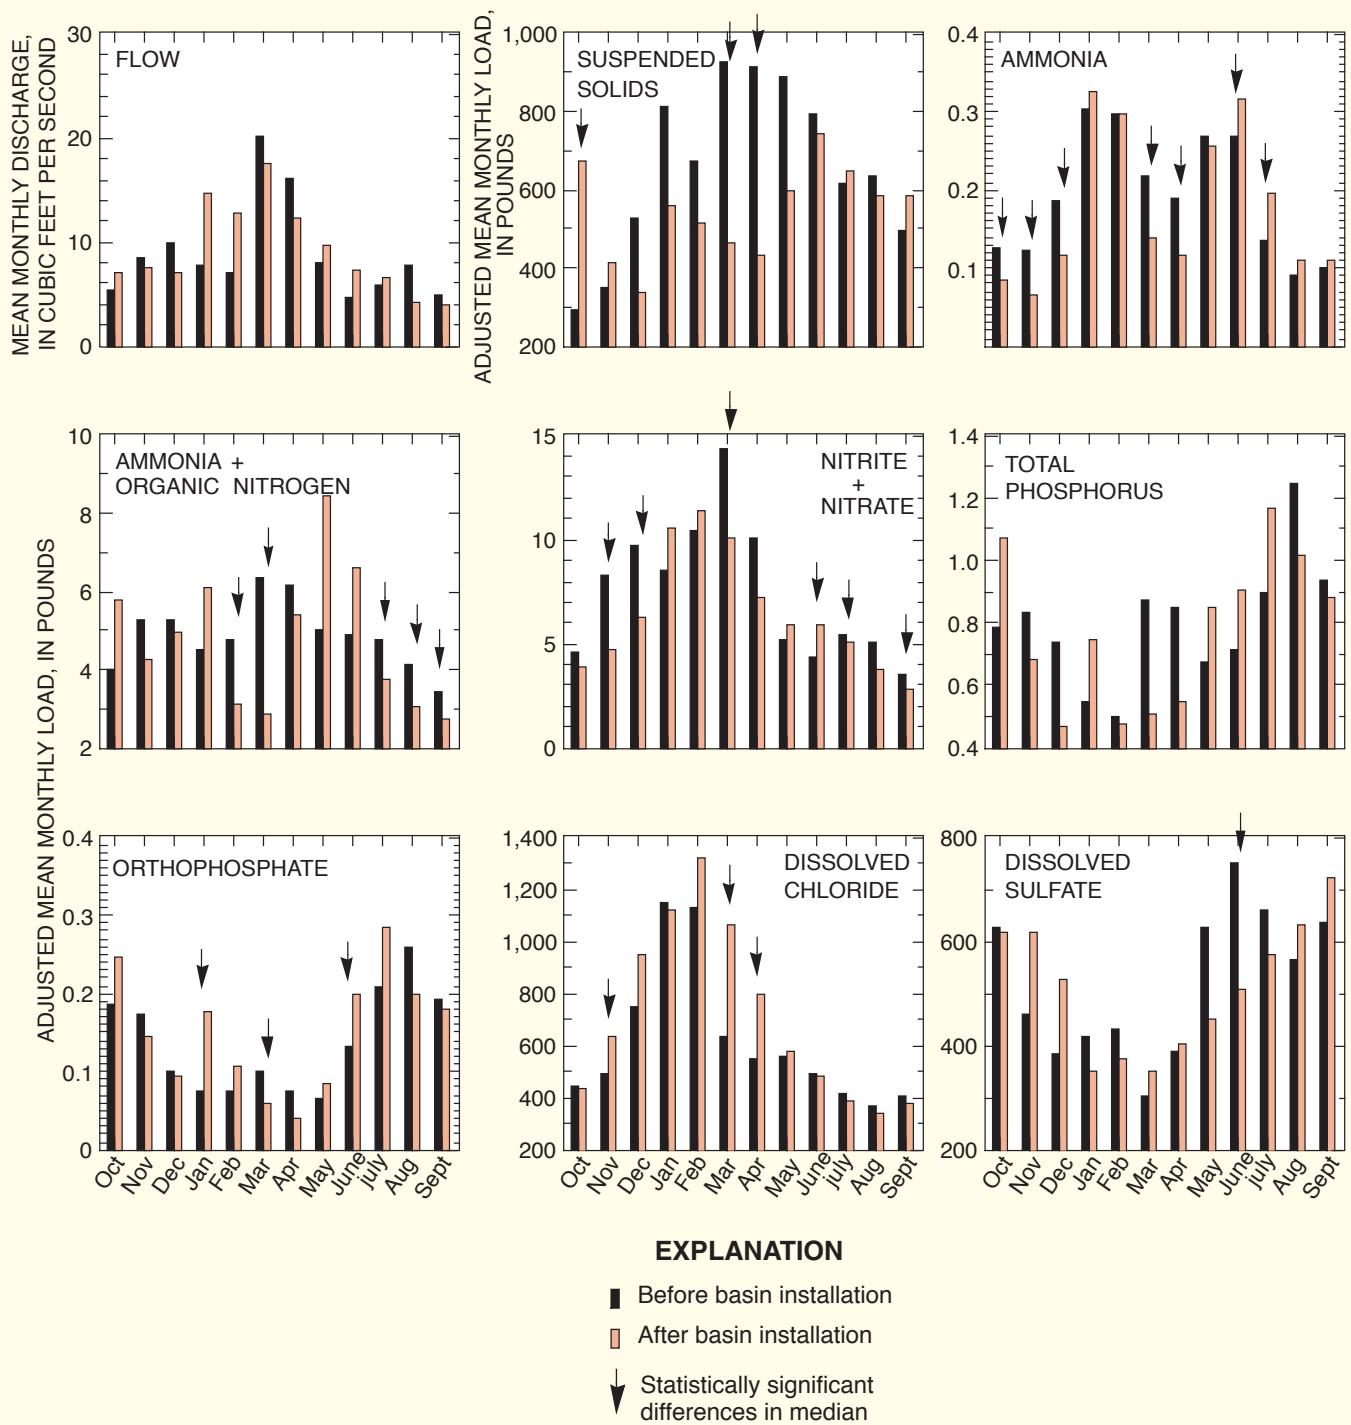 MEAN MONTHLY DISCHARGE,
IN CUBIC FEET PER SECOND
30
20
10
0
FLOW
ADJUSTED MEAN MONTHLY LOAD,
IN POUNDS
1,000
800
600
400
200
SUSPENDED
SOLIDS
0.4
0.3
0.2
0.1
AMMONIA
ADJUSTED MEAN MONTHLY LOAD, IN POUNDS
10
8
6
4
2
AMMONIA +
ORGANIC NITROGEN
15
10
5
0
NITRITE
+
NITRATE
1.4
1.2
1.0
0.8
0.6
0.4
TOTAL
PHOSPHORUS
0.4
0.3
0.2
0.1
0
ORTHOPHOSPHATE
Oct Nov Dec Jan Feb Mar Apr May June july Aug Sept
1,400
1,200
1,000
800
600
400
200
DISSOLVED
CHLORIDE
Oct Nov Dec Jan Feb Mar Apr May June july Aug Sept
800
600
400
200
DISSOLVED
SULFATE
Oct Nov Dec Jan Feb Mar Apr May June july Aug Sept
EXPLANATION
Before basin installation
After basin installation
Statistically significant
differences in median